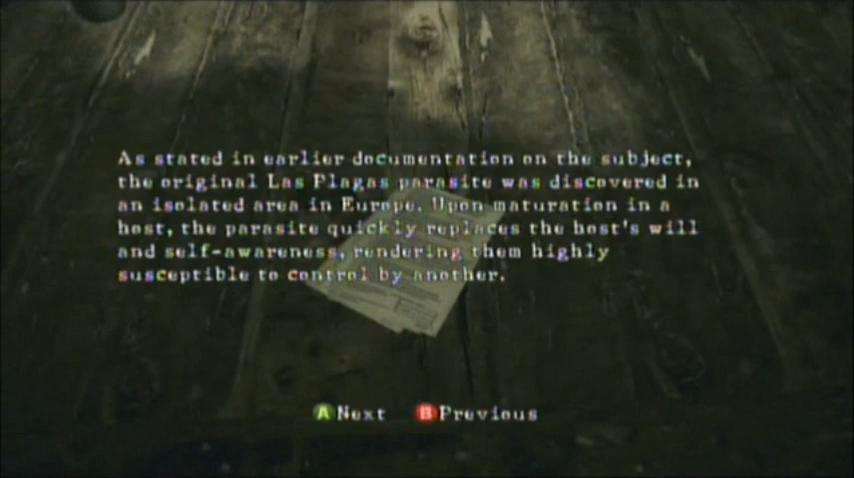 As stated in earlier documentation on the subject,
the original Las Plagas parasite was discovered in
an isolated area in Europe. Upon maturation in a
host, the parasite quickly replaces the host's will
and self-awareness, rendering them highly
susceptible to control by another.
A Next B Previous